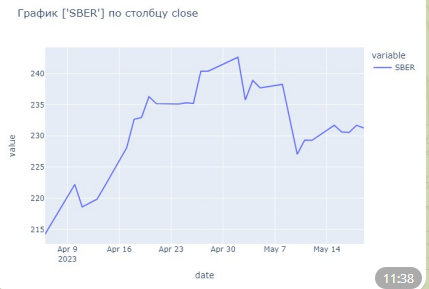 График ['SBER'] по столбцу close
variable
SBER
value
240
235
230
225
220
215
Apr 9
2023
Apr 16
Apr 23
Apr 30
May 7
May 14
date
11:38